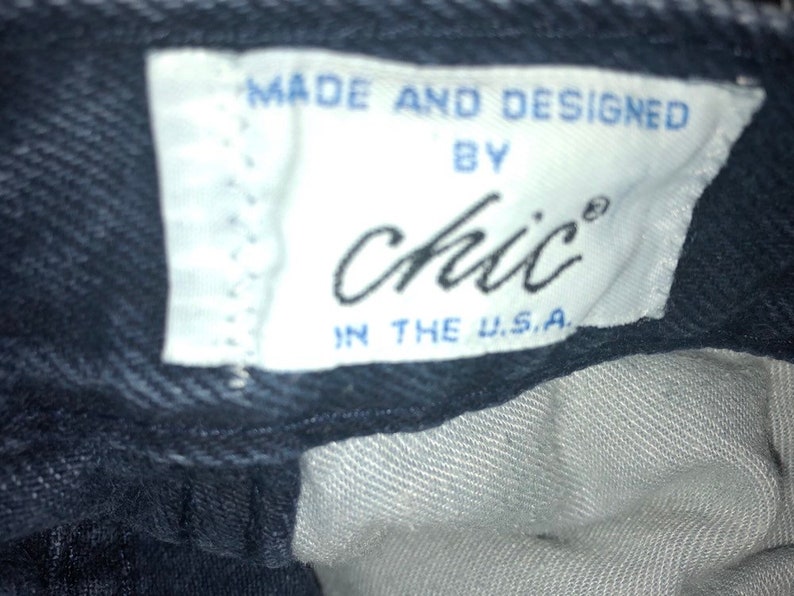 MADE AND DESIGNED
BY
chic®
IN THE U.S.A.